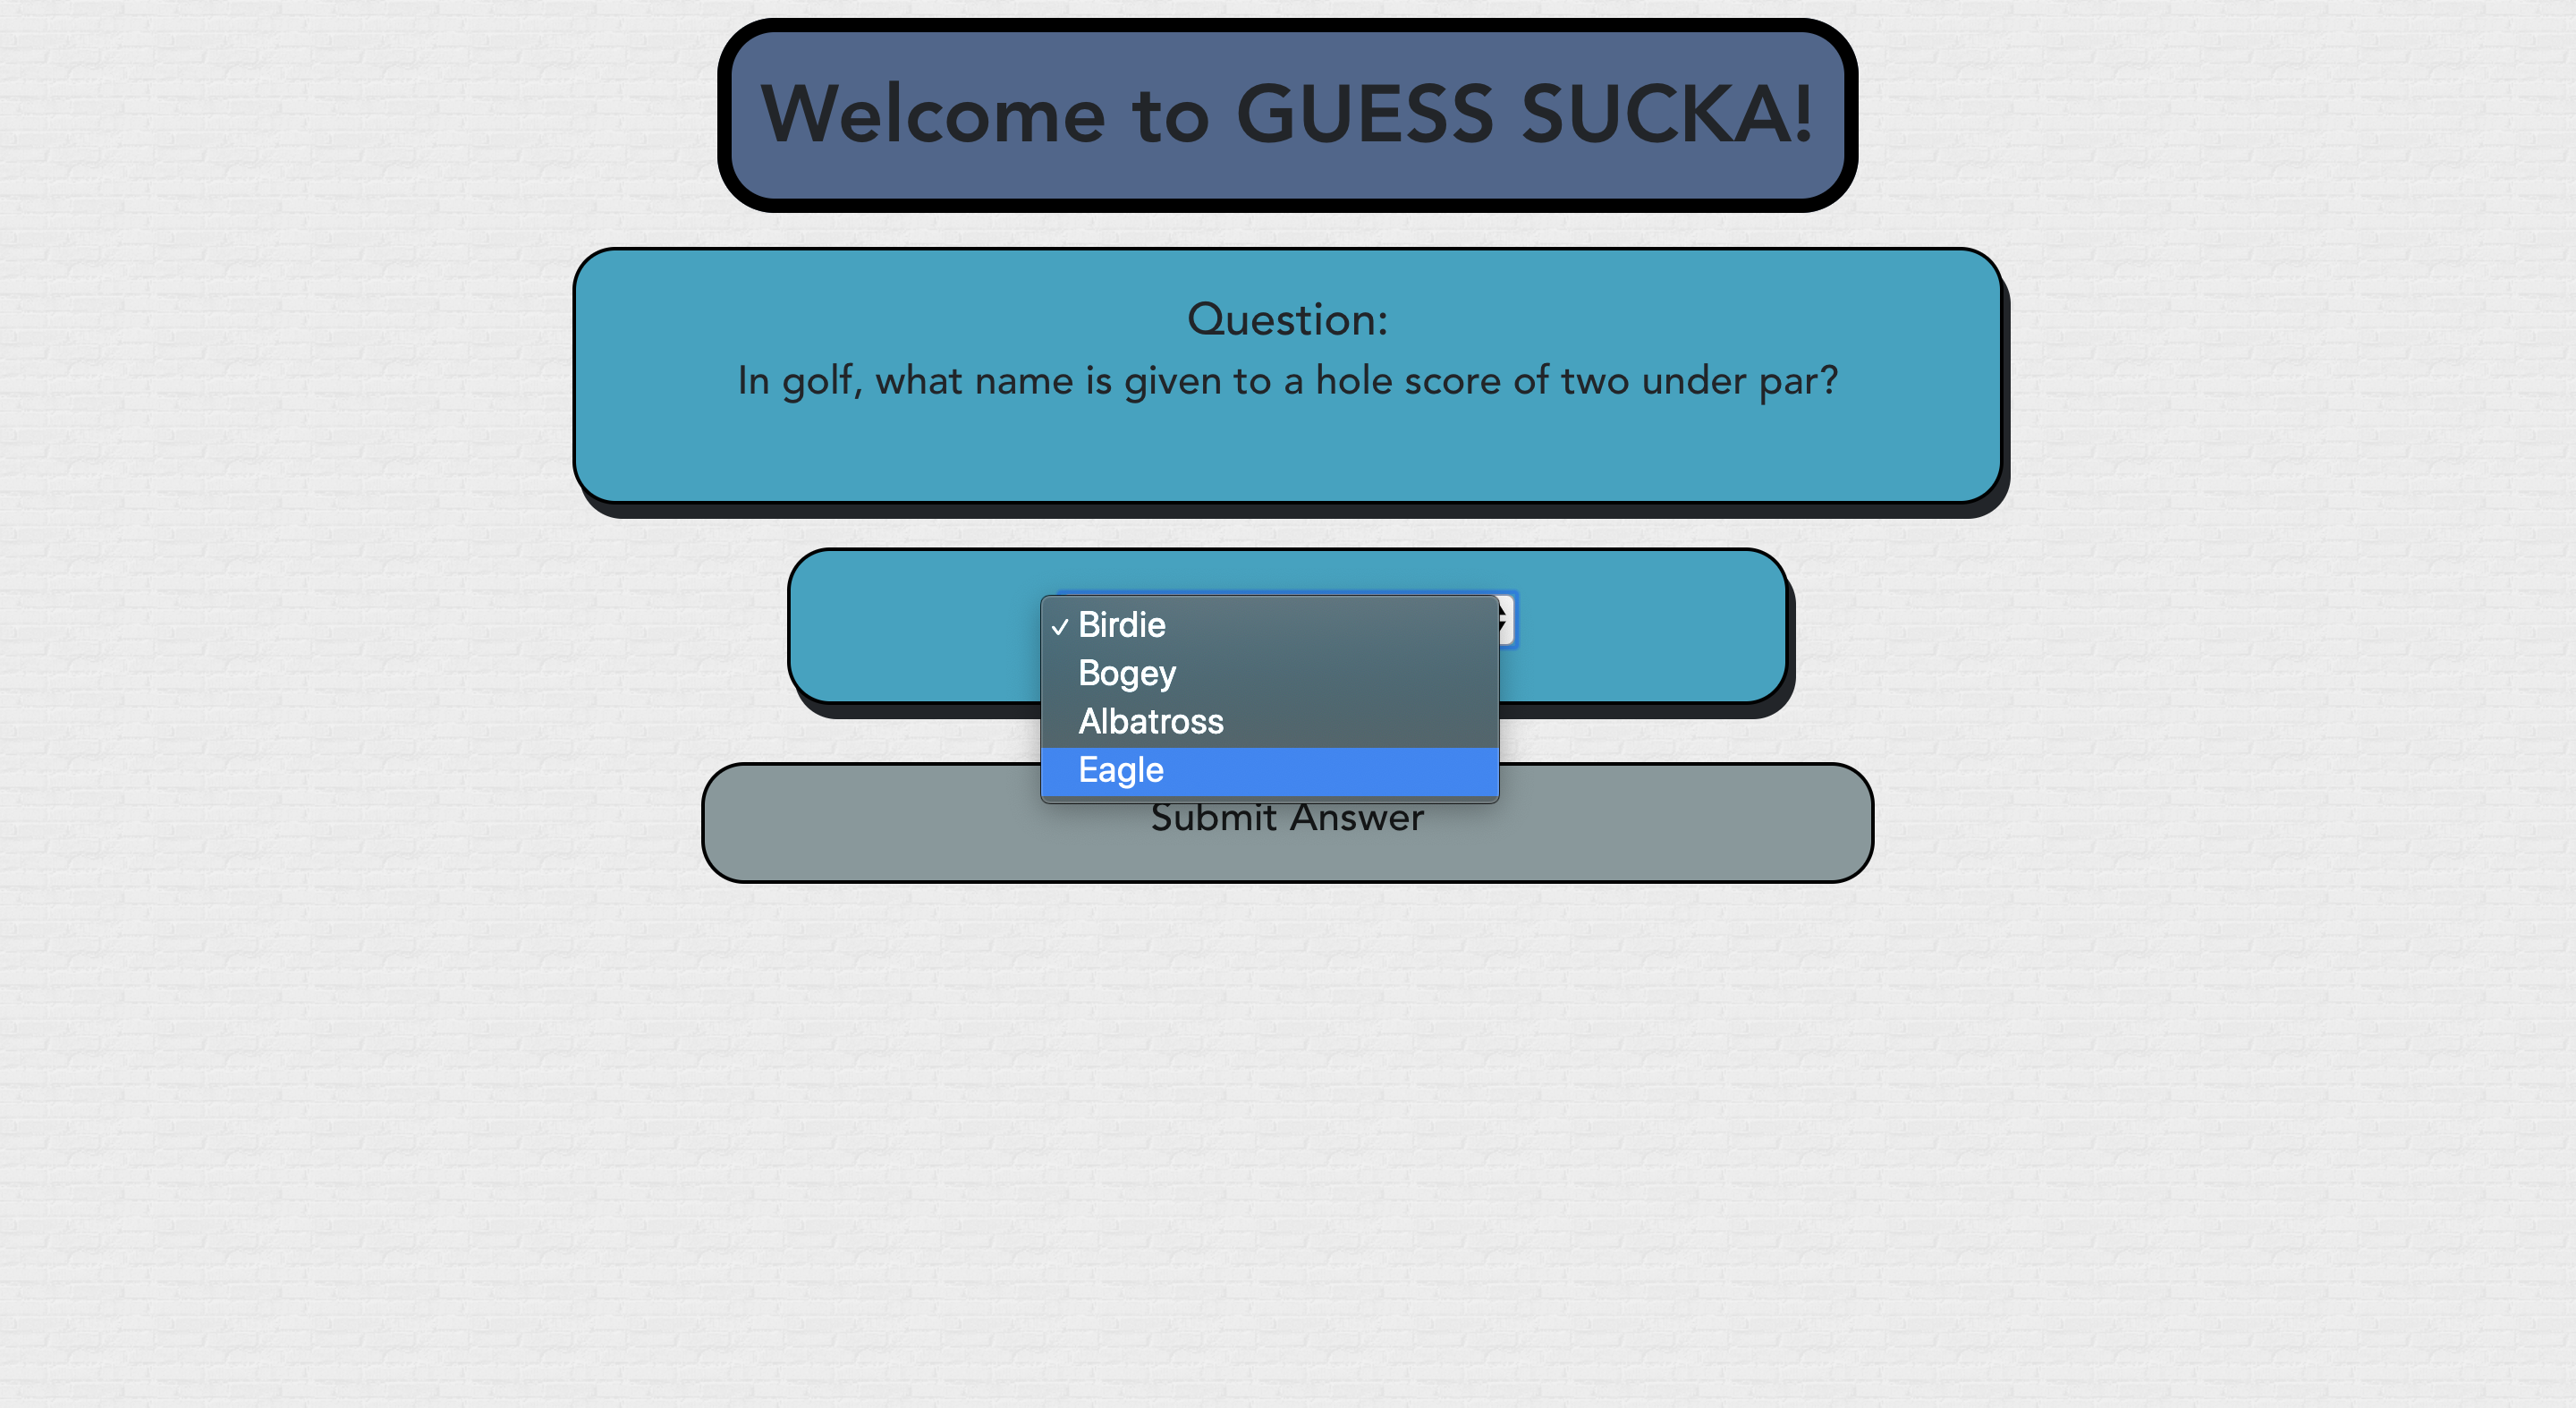 Welcome to GUESS SUCKA!
Question:
In golf, what name is given to a hole score of two under par?
✓ Birdie
Bogey
Albatross
Eagle
Submit Answer